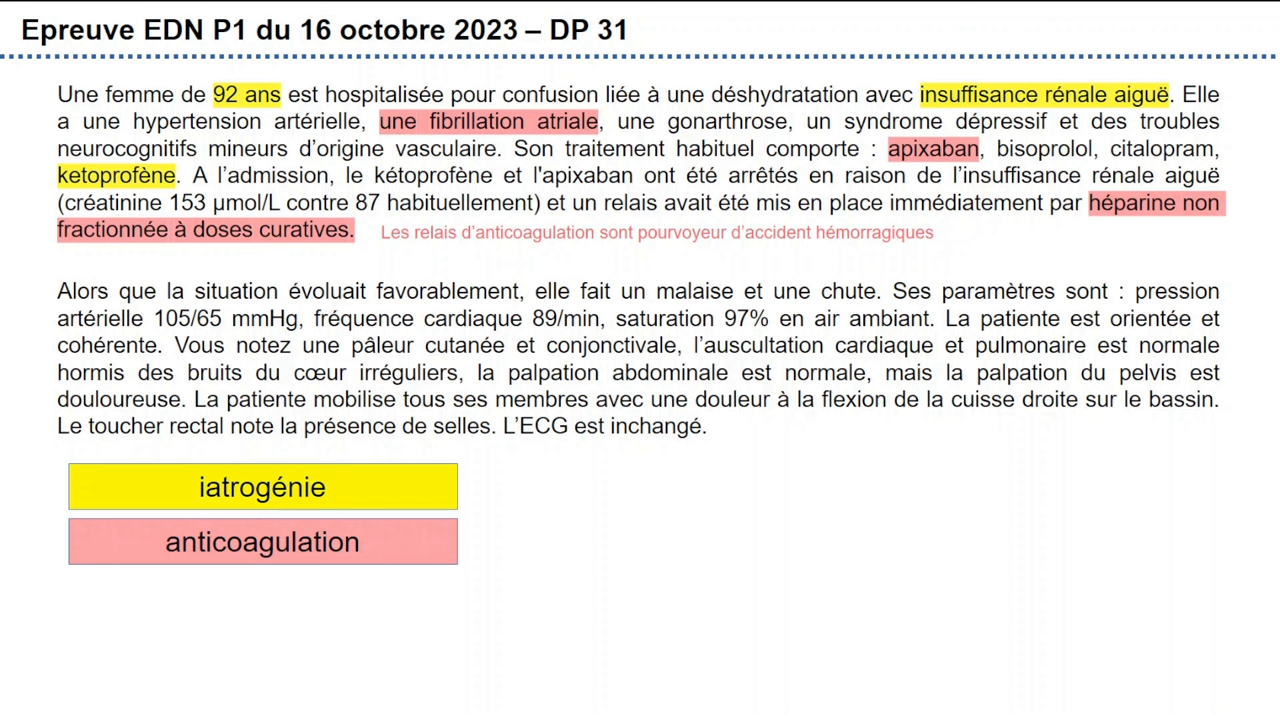 Epreuve EDN P1 du 16 octobre 2023 – DP 31
Une femme de 92 ans est hospitalisée pour confusion liée à une déshydratation avec insuffisance rénale aiguë. Elle
a une hypertension artérielle, une fibrillation atriale, une gonarthrose, un syndrome dépressif et des troubles
neurocognitifs mineurs d’origine vasculaire. Son traitement habituel comporte : apixaban, bisoprolol, citalopram,
ketoprofène. A l’admission, le kétoprofène et l'apixaban ont été arrêtés en raison de l’insuffisance rénale aiguë
(créatinine 153 µmol/L contre 87 habituellement) et un relais avait été mis en place immédiatement par héparine non
fractionnée à doses curatives. Les relais d’anticoagulation sont pourvoyeur d’accident hémorragiques
Alors que la situation évoluait favorablement, elle fait un malaise et une chute. Ses paramètres sont : pression
artérielle 105/65 mmHg, fréquence cardiaque 89/min, saturation 97% en air ambiant. La patiente est orientée et
cohérente. Vous notez une pâleur cutanée et conjonctivale, l’auscultation cardiaque et pulmonaire est normale
hormis des bruits du cœur irréguliers, la palpation abdominale est normale, mais la palpation du pelvis est
douloureuse. La patiente mobilise tous ses membres avec une douleur à la flexion de la cuisse droite sur le bassin.
Le toucher rectal note la présence de selles. L’ECG est inchangé.
iatrogénie
anticoagulation